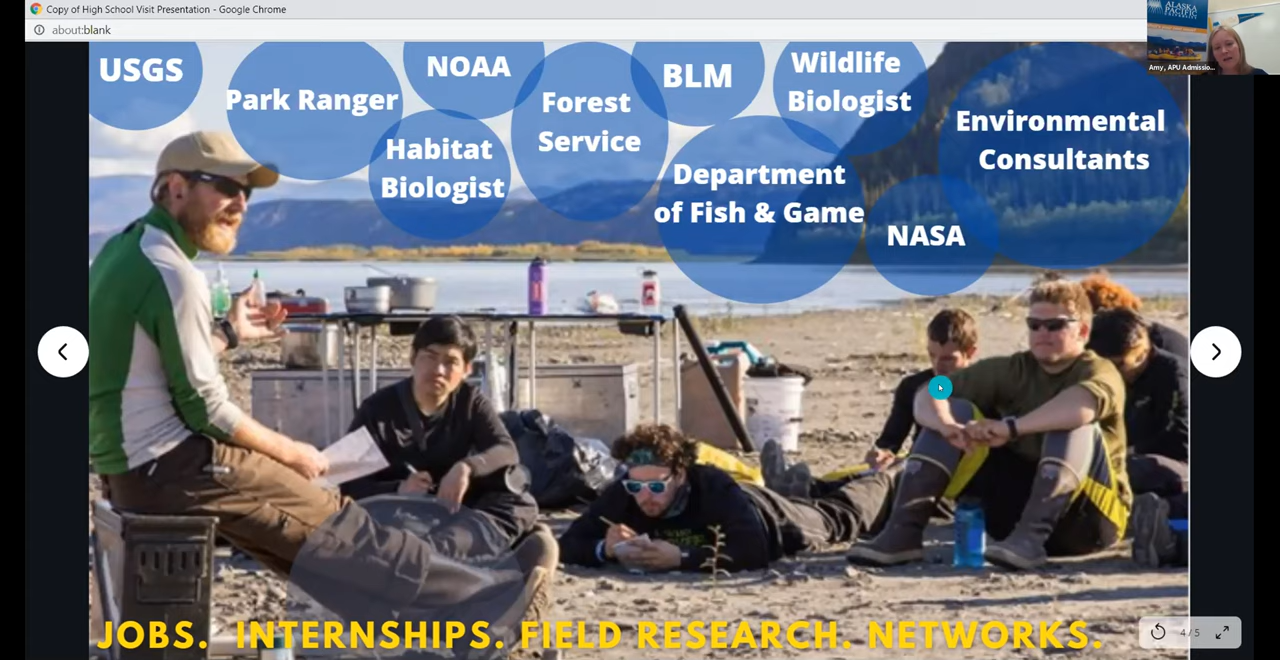 Copy of High School Visit Presentation - Google Chrome
about:blank
ALASKA
PACIFIC
Amy, APU Admissio...
USGS
Park Ranger
NOAA
Habitat
Biologist
Forest
Service
BLM
Department
of Fish & Game
Wildlife
Biologist
NASA
Environmental
Consultants
JOBS. INTERNSHIPS. FIELD RESEARCH. NETWORKS.
4 / 5